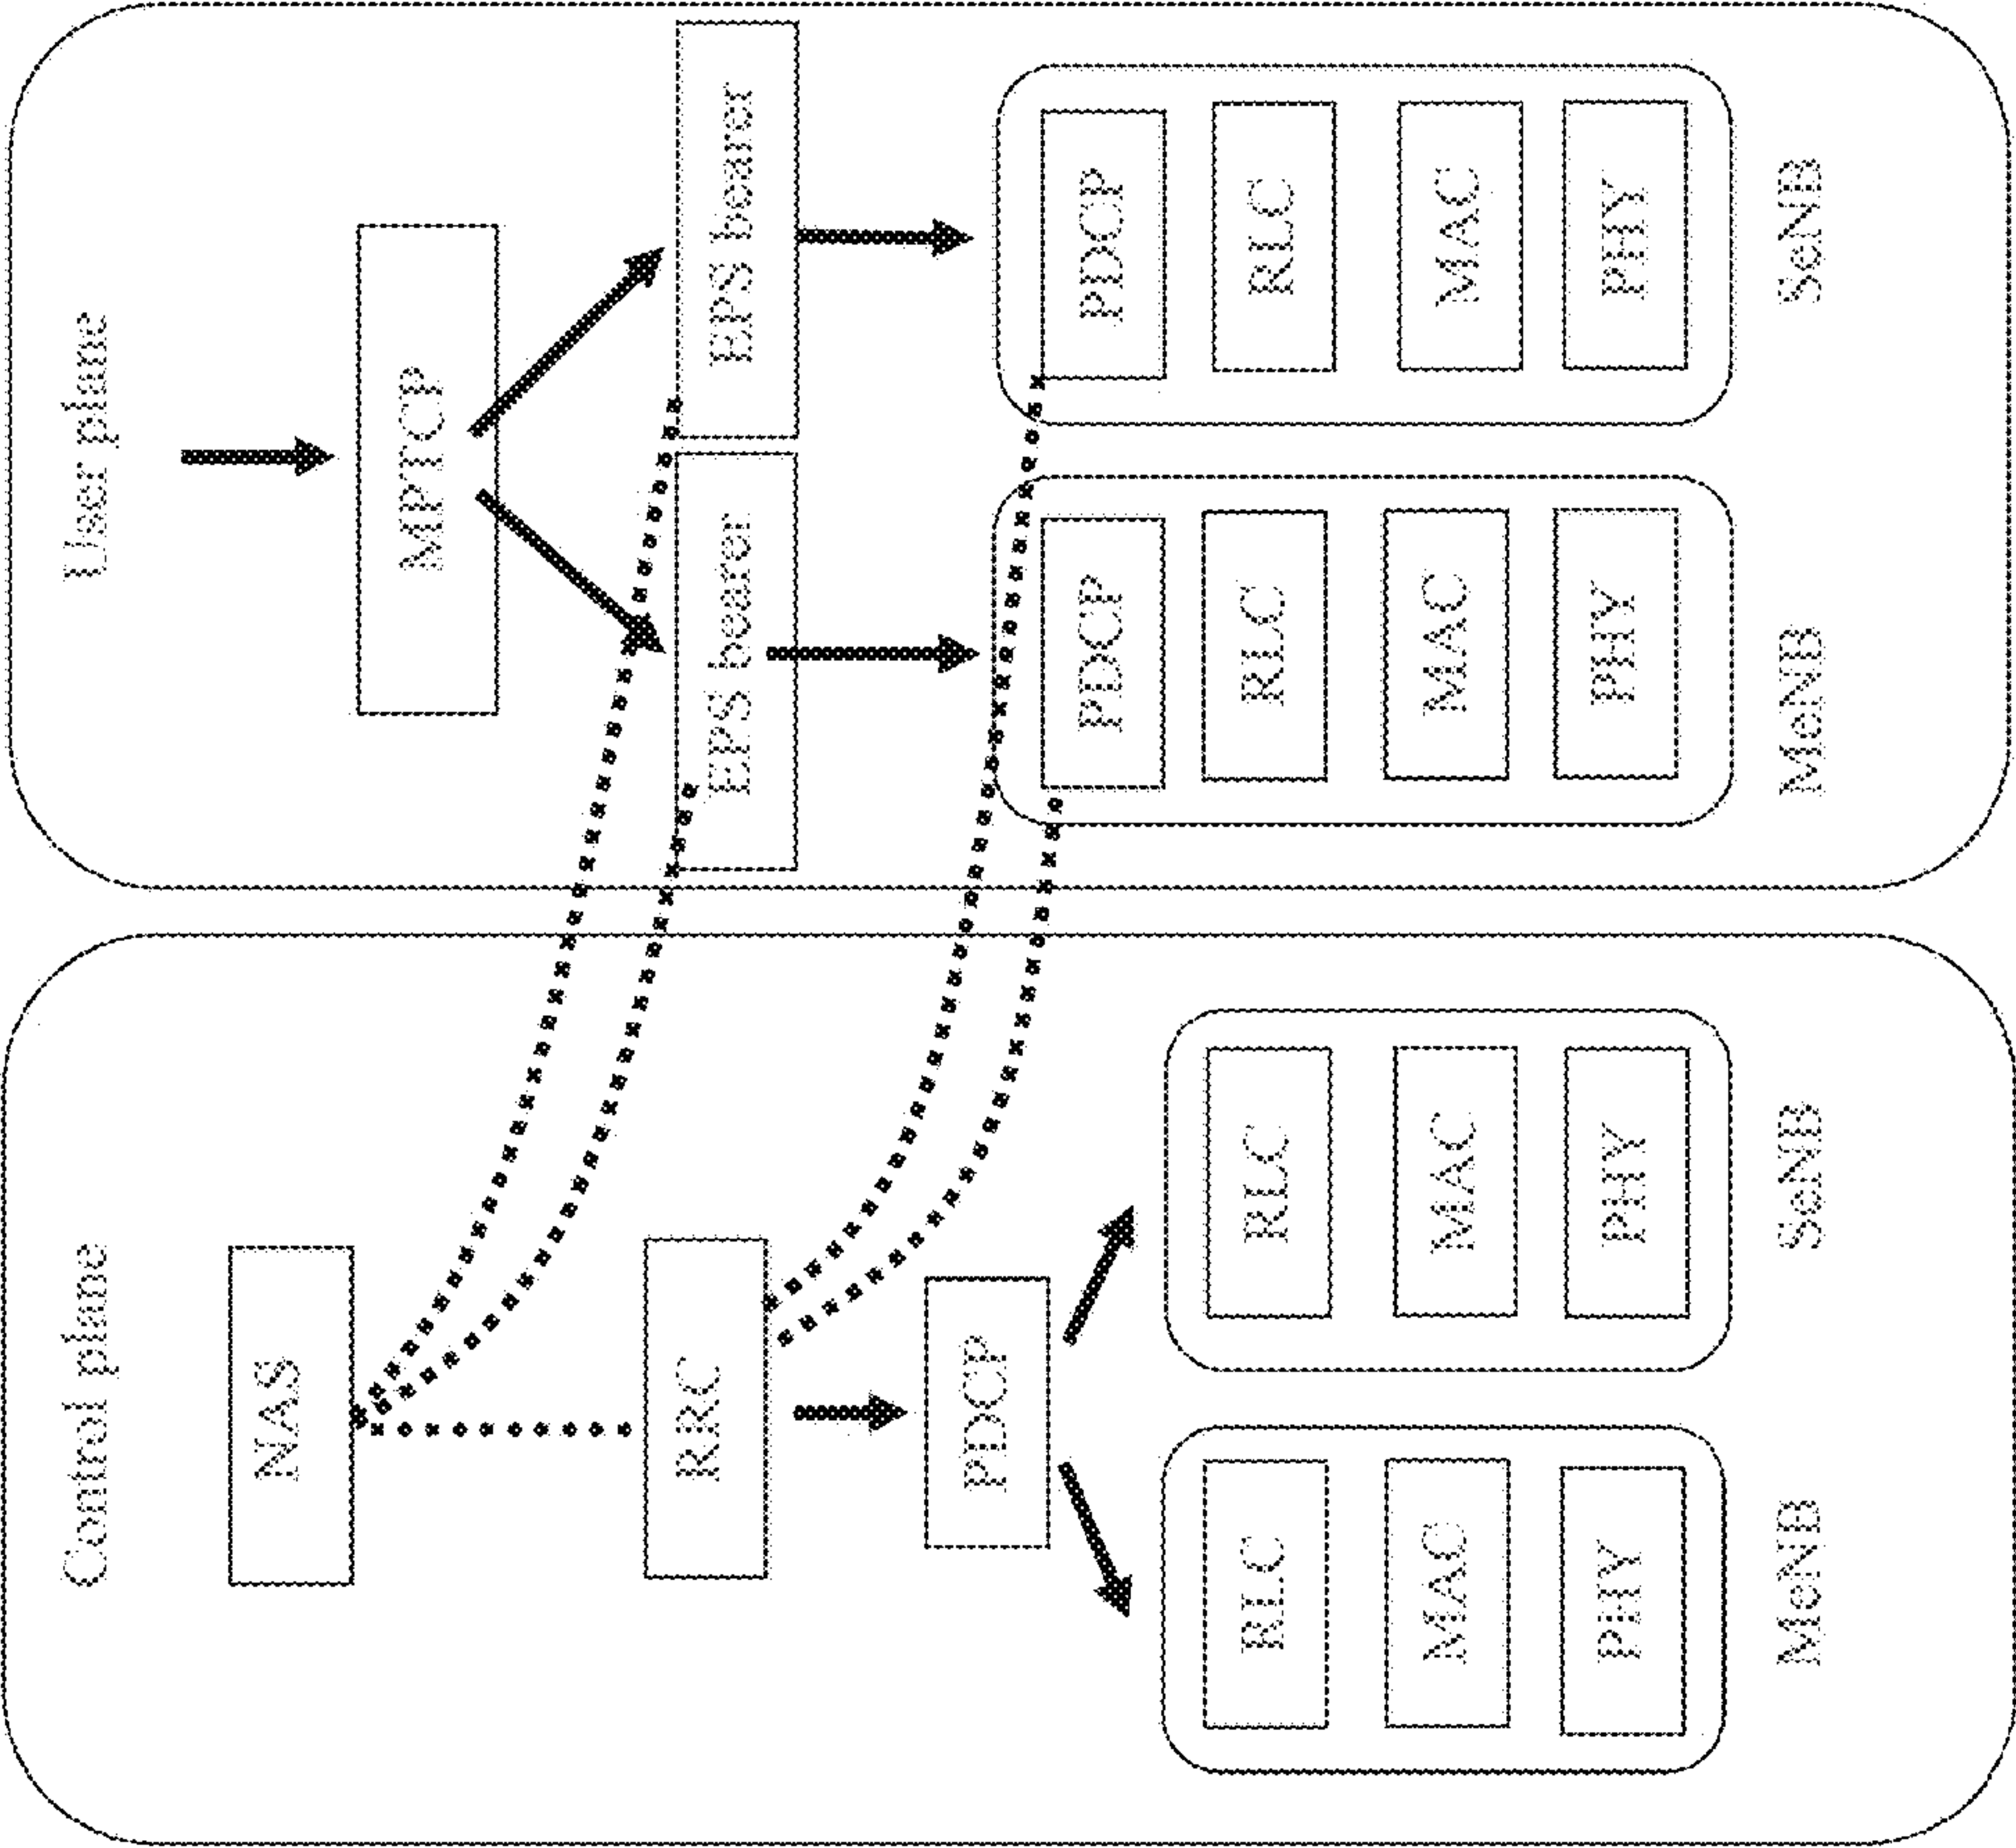 Control plane
NAS
RRC
PDCP
RLC
MAC
PHY
MeNB
RLC
MAC
PHY
SeNB
User plane
MPTCP
EPS bearer
EPS bearer
PDCP
RLC
MAC
PHY
MeNB
PDCP
RLC
MAC
PHY
SeNB